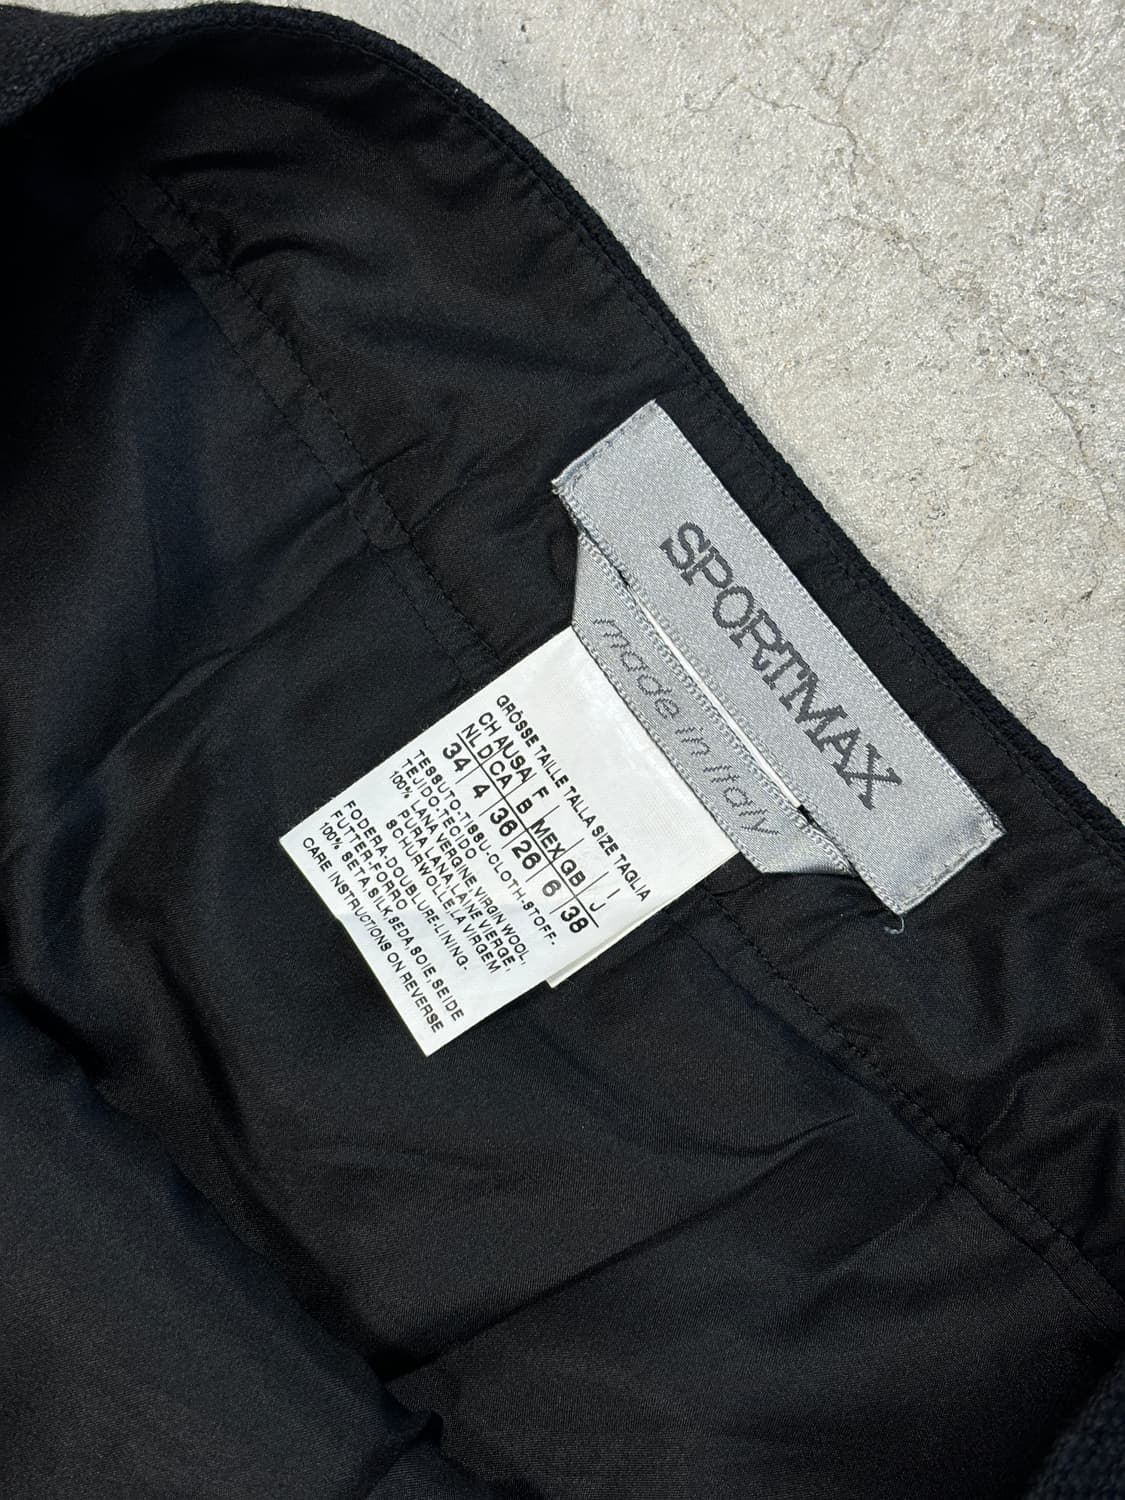 SPORTMAX
made in Italy
GRÖSSE TAILLE TALLA SIZE TAGLIA
CH A USA F I I
NL D CA B MEX GB J
34 4 36 26 6 38
TESSUTO-TISSU-CLOTH-STOFF-
TEJIDO-TECIDO
100% LANA VERGINE, VIRGIN WOOL,
PURA LANA, LAINE VIERGE,
SCHURWOLLE, LA VIRGEM
FODERA-DOUBLURE-LINING-
FUTTER-FORRO
100% SETA, SILK, SEDA, SOIE, SEIDE
CARE INSTRUCTIONS ON REVERSE